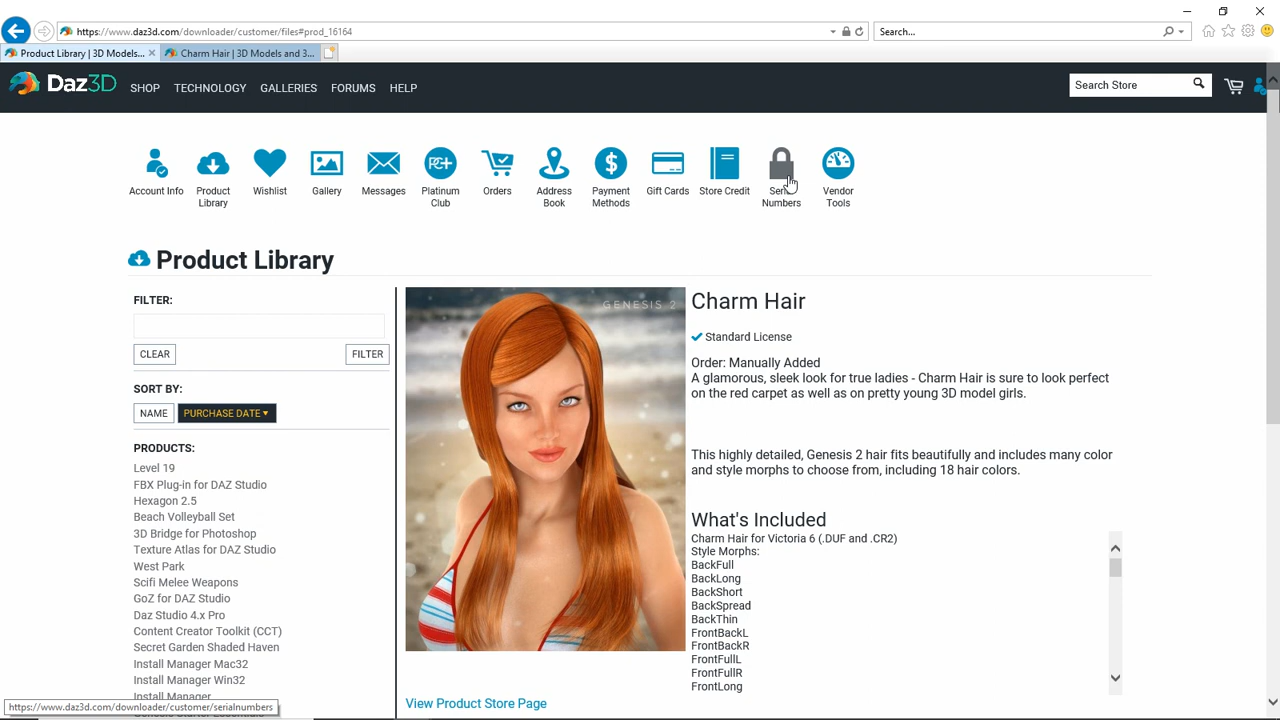 https://www.daz3d.com/downloader/customer/files#prod_16164
Search...
Product Library | 3D Models...
Charm Hair | 3D Models and 3...
Daz3D
SHOP
TECHNOLOGY
GALLERIES
FORUMS
HELP
Search Store
Account Info
Product Library
Wishlist
Gallery
Messages
PC+
Platinum Club
Orders
Address Book
Payment Methods
Gift Cards
Store Credit
Numbers
Vendor Tools
Product Library
FILTER:
CLEAR
FILTER
SORT BY:
NAME
PURCHASE DATE
PRODUCTS:
Level 19
FBX Plug-in for DAZ Studio
Hexagon 2.5
Beach Volleyball Set
3D Bridge for Photoshop
Texture Atlas for DAZ Studio
West Park
Scifi Melee Weapons
GoZ for DAZ Studio
Daz Studio 4.x Pro
Content Creator Toolkit (CCT)
Secret Garden Shaded Haven
Install Manager Mac32
Install Manager Win32
Install Manager
https://www.daz3d.com/downloader/customer/serialnumbers
GENESIS 2
Charm Hair
Standard License
Order: Manually Added
A glamorous, sleek look for true ladies - Charm Hair is sure to look perfect
on the red carpet as well as on pretty young 3D model girls.
This highly detailed, Genesis 2 hair fits beautifully and includes many color
and style morphs to choose from, including 18 hair colors.
What's Included
Charm Hair for Victoria 6 (.DUF and .CR2)
Style Morphs:
BackFull
BackLong
BackShort
BackSpread
BackThin
FrontBackL
FrontBackR
FrontFullL
FrontFullR
FrontLong
View Product Store Page